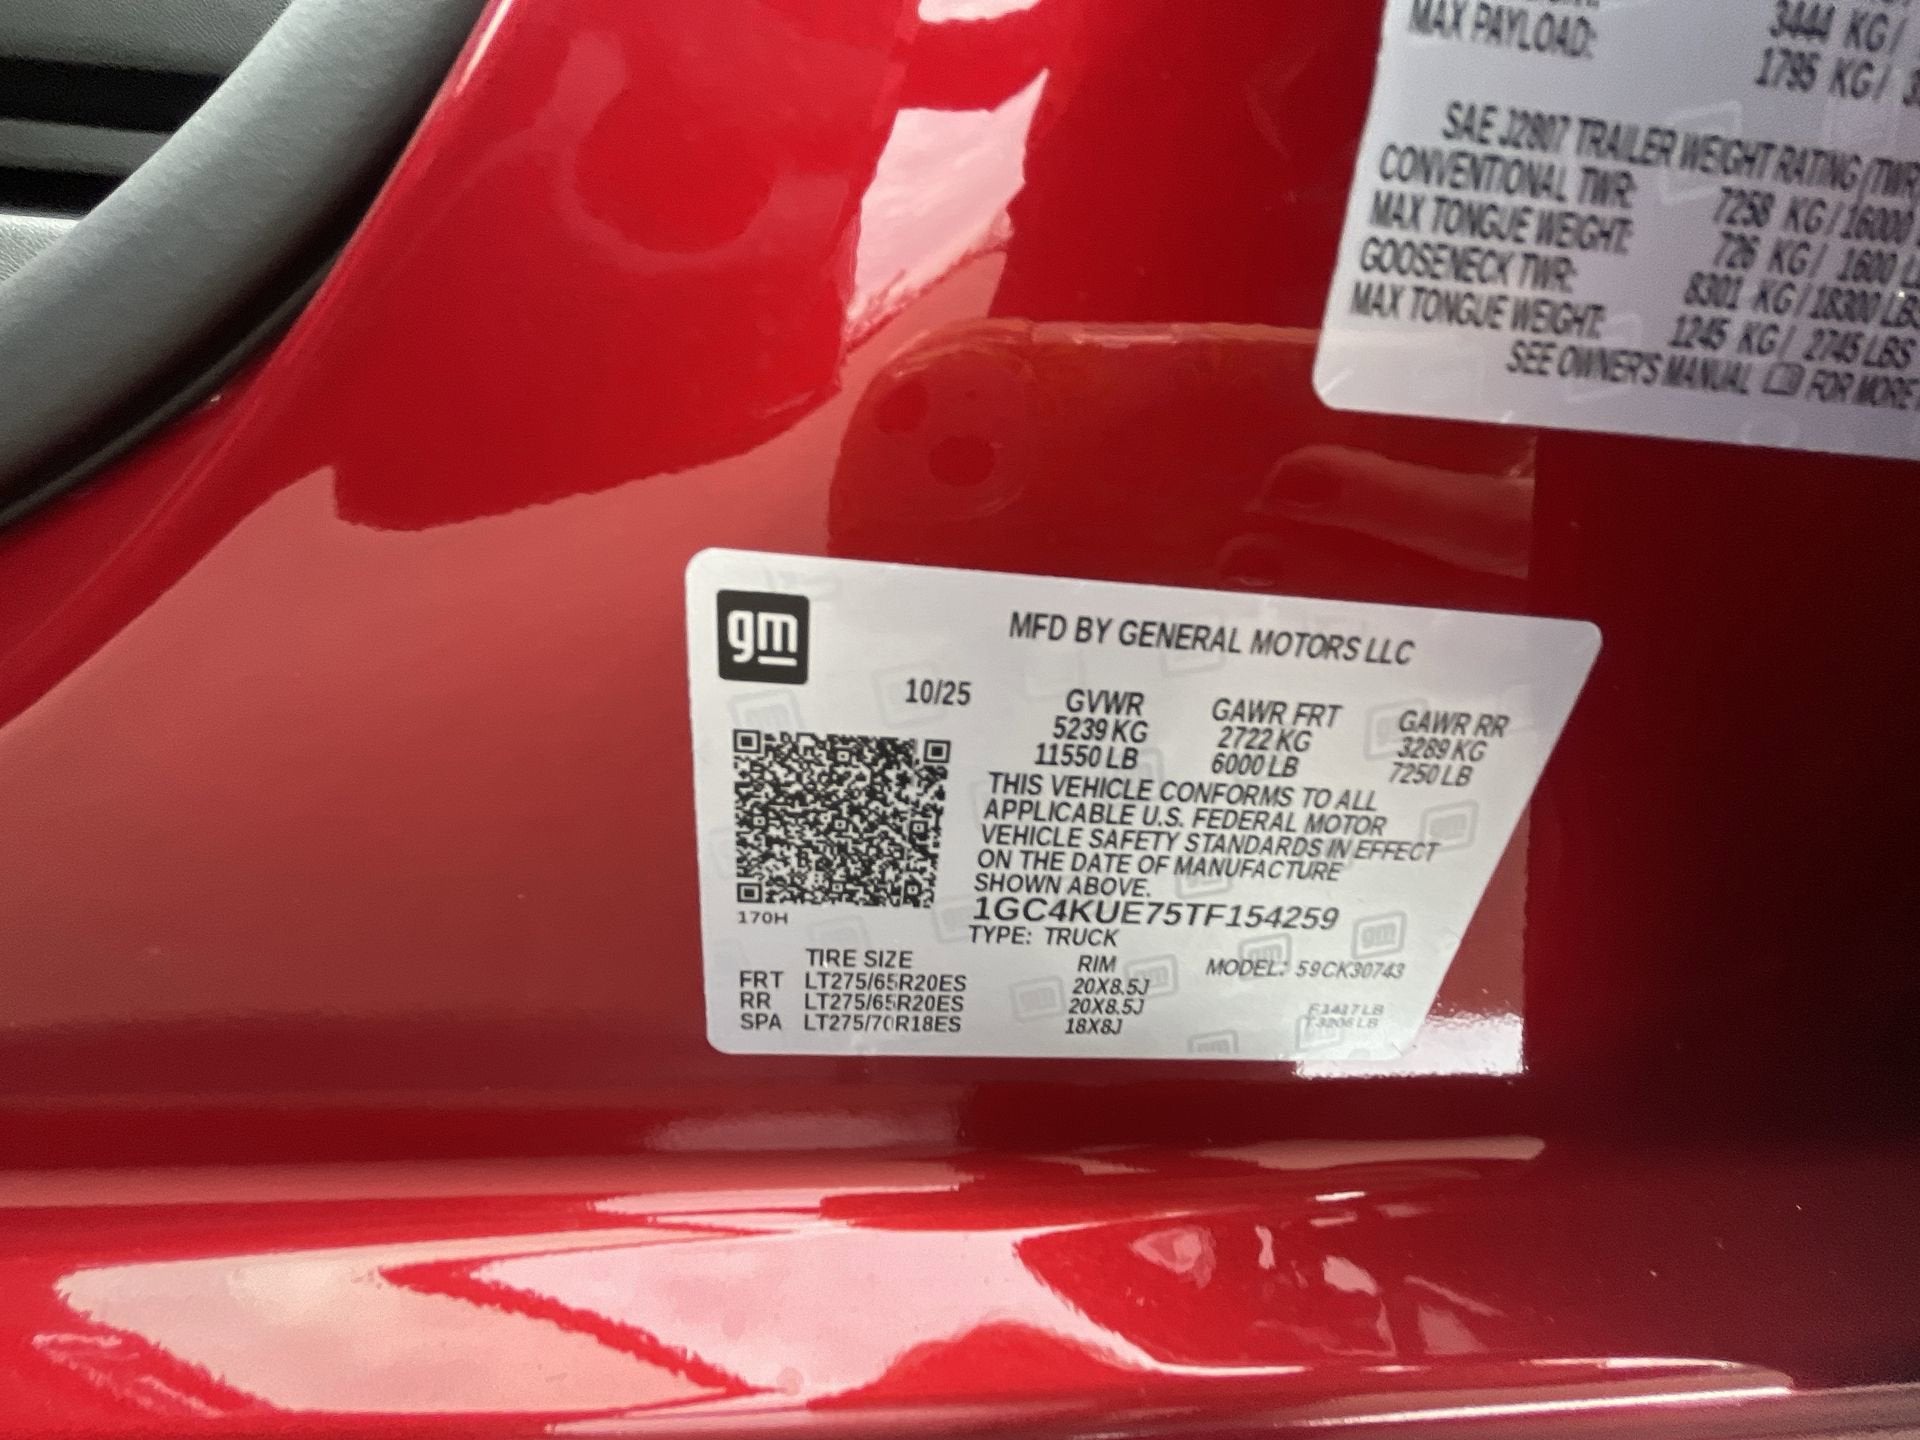 MAX PAYLOAD:
3444 KG/
1795 KG/
SAE J2807 TRAILER WEIGHT RATING (TWR
CONVENTIONAL TWR: 7258 KG/16000
MAX TONGUE WEIGHT: 726 KG/ 1600
GOOSENECK TWR: 8301 KG/18300 LBS
MAX TONGUE WEIGHT: 1245 KG/ 2745 LBS
SEE OWNER'S MANUAL FOR MORE
gm
MFD BY GENERAL MOTORS LLC
10/25
GVWR GAWR FRT GAWR RR
5239 KG 2722 KG 3289 KG
11550 LB 6000 LB 7250 LB
THIS VEHICLE CONFORMS TO ALL
APPLICABLE U.S. FEDERAL MOTOR
VEHICLE SAFETY STANDARDS IN EFFECT
ON THE DATE OF MANUFACTURE
SHOWN ABOVE.
1GC4KUE75TF154259
170H
TYPE: TRUCK
TIRE SIZE RIM MODEL: 59CK30743
FRT LT275/65R20ES 20X8.5J
RR LT275/65R20ES 20X8.5J
SPA LT275/70R18ES 18X8J